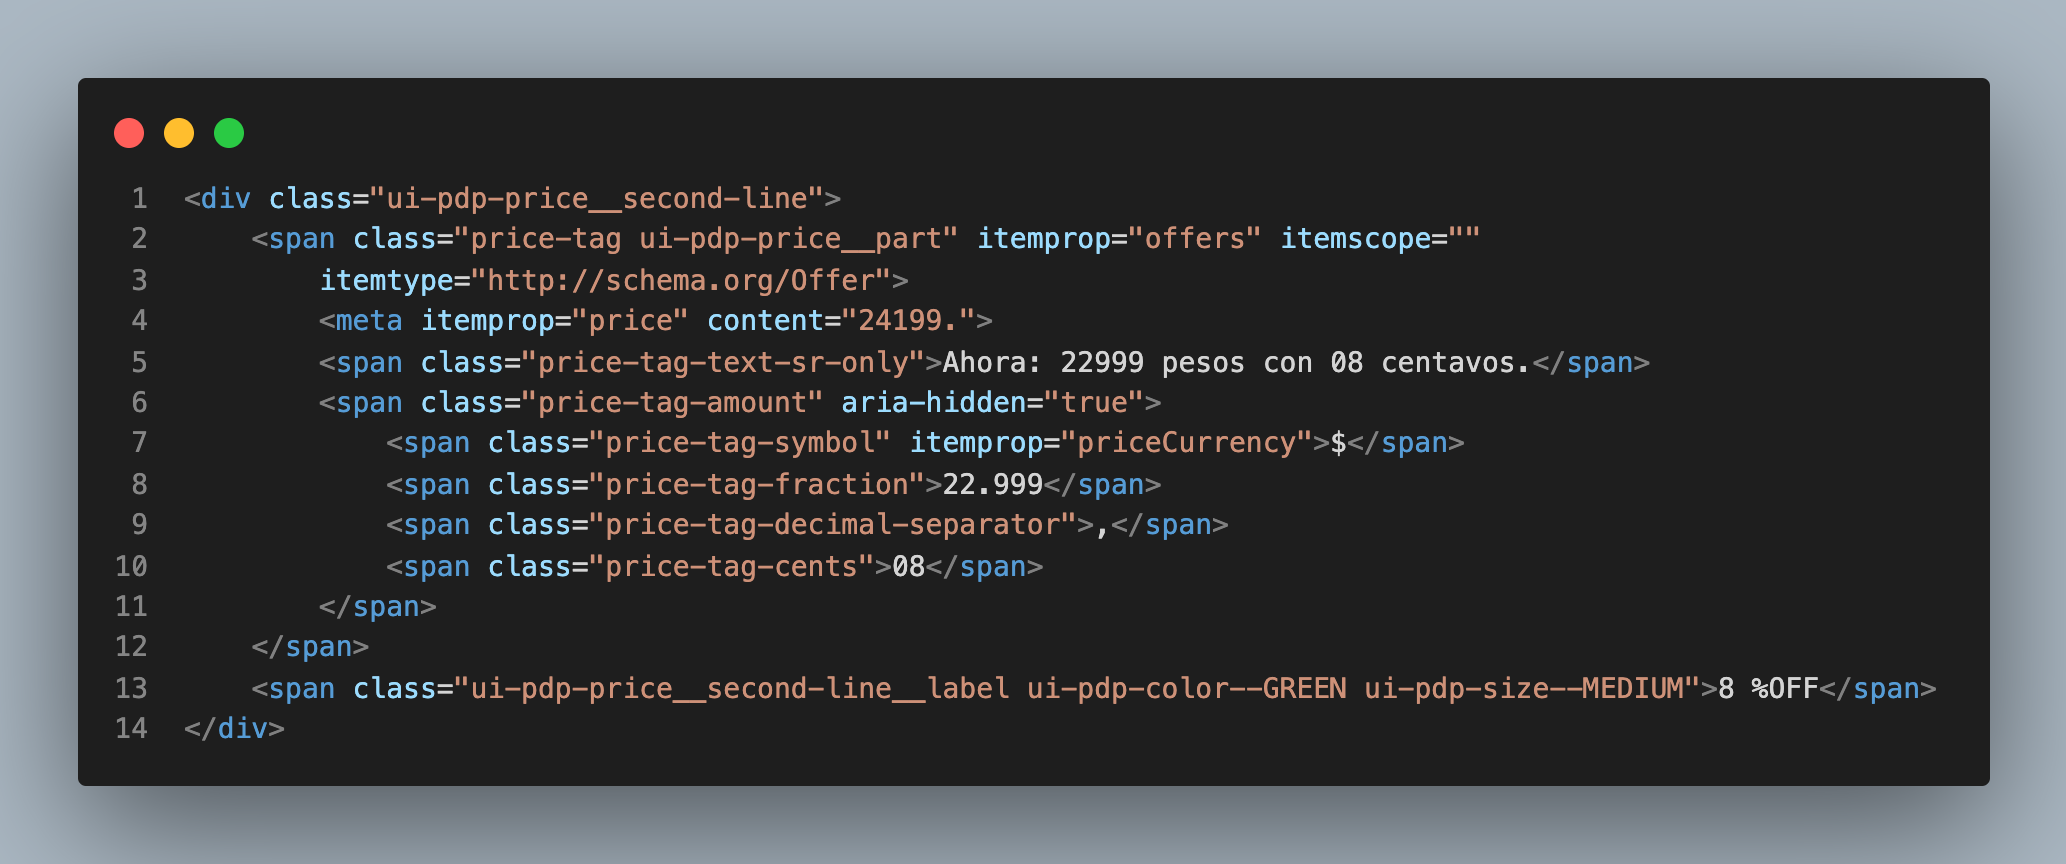 1 <div class="ui-pdp-price__second-line">
2 <span class="price-tag ui-pdp-price__part" itemprop="offers" itemscope=""
3 itemtype="http://schema.org/Offer">
4 <meta itemprop="price" content="24199.">
5 <span class="price-tag-text-sr-only">Ahora: 22999 pesos con 08 centavos.</span>
6 <span class="price-tag-amount" aria-hidden="true">
7 <span class="price-tag-symbol" itemprop="priceCurrency">$</span>
8 <span class="price-tag-fraction">22.999</span>
9 <span class="price-tag-decimal-separator">,</span>
10 <span class="price-tag-cents">08</span>
11 </span>
12 </span>
13 <span class="ui-pdp-price__second-line__label ui-pdp-color--GREEN ui-pdp-size--MEDIUM">8 %OFF</span>
14 </div>